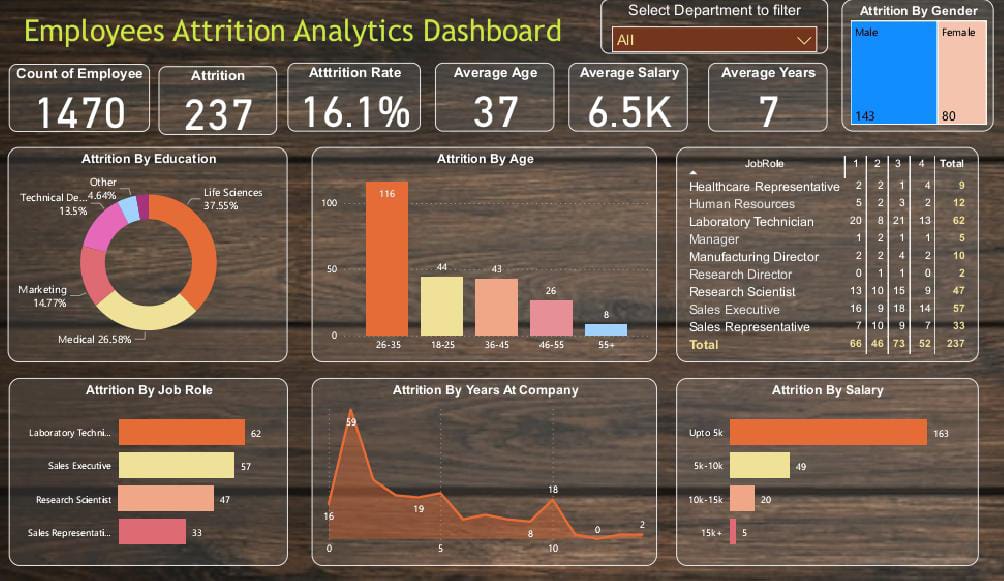 Employees Attrition Analytics Dashboard
Select Department to filter
All
Attrition By Gender
Male
Female
143
80
Count of Employee
1470
Attrition
237
Atttrition Rate
16.1%
Average Age
37
Average Salary
6.5K
Average Years
7
Attrition By Education
Other
4.64%
Technical De...
13.5%
Life Sciences
37.55%
Marketing
14.77%
Medical 26.58%
Attrition By Age
100
50
0
116
44
43
26
8
26-35
18-25
36-45
46-55
55+
JobRole 1 2 3 4 Total
Healthcare Representative 2 2 1 4 9
Human Resources 5 2 3 2 12
Laboratory Technician 20 8 21 13 62
Manager 1 2 1 1 5
Manufacturing Director 2 2 4 2 10
Research Director 0 1 1 0 2
Research Scientist 13 10 15 9 47
Sales Executive 16 9 18 14 57
Sales Representative 7 10 9 7 33
Total 66 46 73 52 237
Attrition By Job Role
Laboratory Techni... 62
Sales Executive 57
Research Scientist 47
Sales Representati... 33
Attrition By Years At Company
59
16
19
18
8
0
2
0
5
10
Attrition By Salary
Upto 5k 163
5k-10k 49
10k-15k 20
15k+ 5